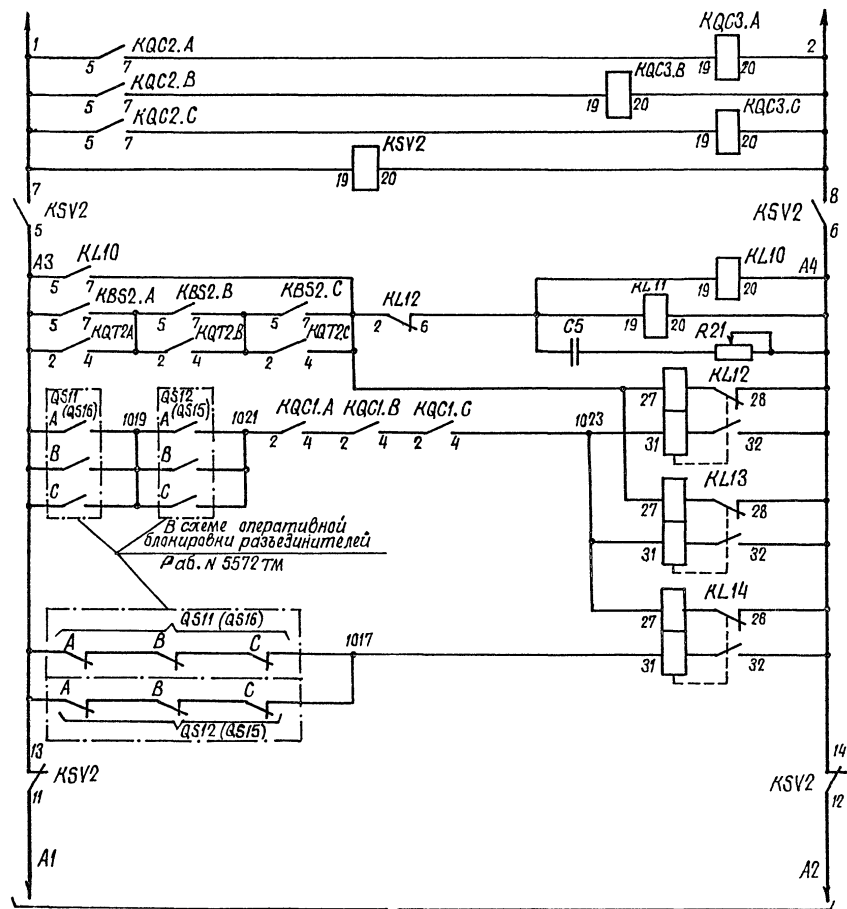 1 KQC2.A KQC3.A 2
5 7 19 20
KQC2.B KQC3.B
5 7 19 20
KQC2.C KQC3.C
5 7 19 20
KSV2
19 20
7 8
KSV2 KSV2
5 6
A3 KL10 KL10 A4
5 7 19 20
KBS2.A KBS2.B KBS2.C KL12 KL11
5 7 5 7 5 7 2 6 19 20
KQT2A KQT2.B KQT2.C C5 R21
2 4 2 4 2 4
QS11 (QS16) QS12 (QS15) KL12
27 28
A 1019 A 1021 KQC1.A KQC1.B KQC1.C 1023
2 4 2 4 2 4 31 32
B B
KL13
C C 27 28
В схеме оперативной
блокировки разъединителей
Раб. N 5572 тм
31 32
KL14
QS11 (QS16) 27 28
A B C 1017
31 32
A B C
QS12 (QS15)
13 14
KSV2 KSV2
11 12
A1 A2